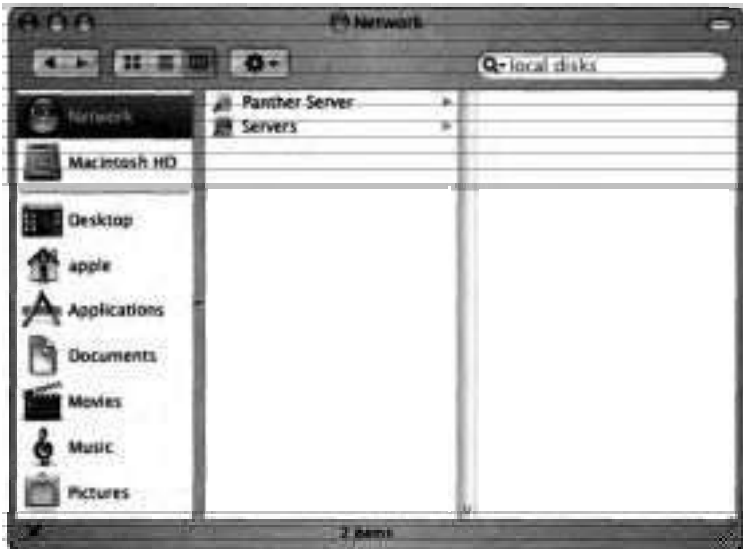 Network
local disks
Network
Macintosh HD
Desktop
apple
Applications
Documents
Movies
Music
Pictures
Panther Server
Servers
2 items